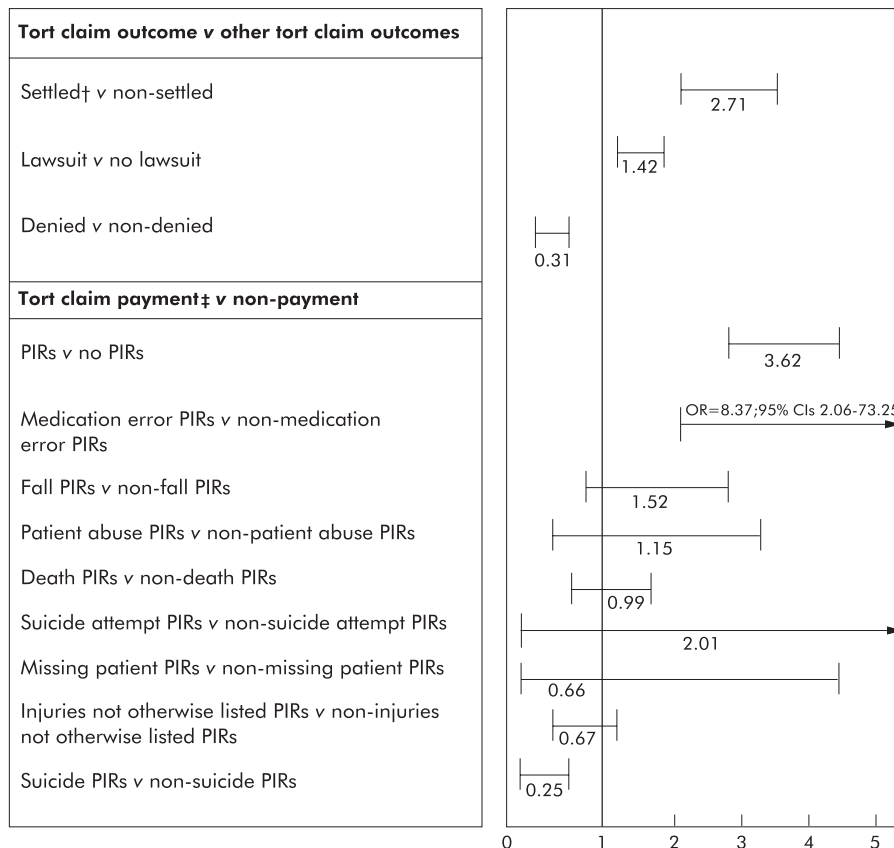 Tort claim outcome v other tort claim outcomes
Settled† v non-settled
2.71
Lawsuit v no lawsuit
1.42
Denied v non-denied
0.31
Tort claim payment‡ v non-payment
PIRs v no PIRs
3.62
Medication error PIRs v non-medication
error PIRs
OR=8.37;95% CIs 2.06-73.25
Fall PIRs v non-fall PIRs
1.52
Patient abuse PIRs v non-patient abuse PIRs
1.15
Death PIRs v non-death PIRs
0.99
Suicide attempt PIRs v non-suicide attempt PIRs
2.01
Missing patient PIRs v non-missing patient PIRs
0.66
Injuries not otherwise listed PIRs v non-injuries
not otherwise listed PIRs
0.67
Suicide PIRs v non-suicide PIRs
0.25
0 1 2 3 4 5